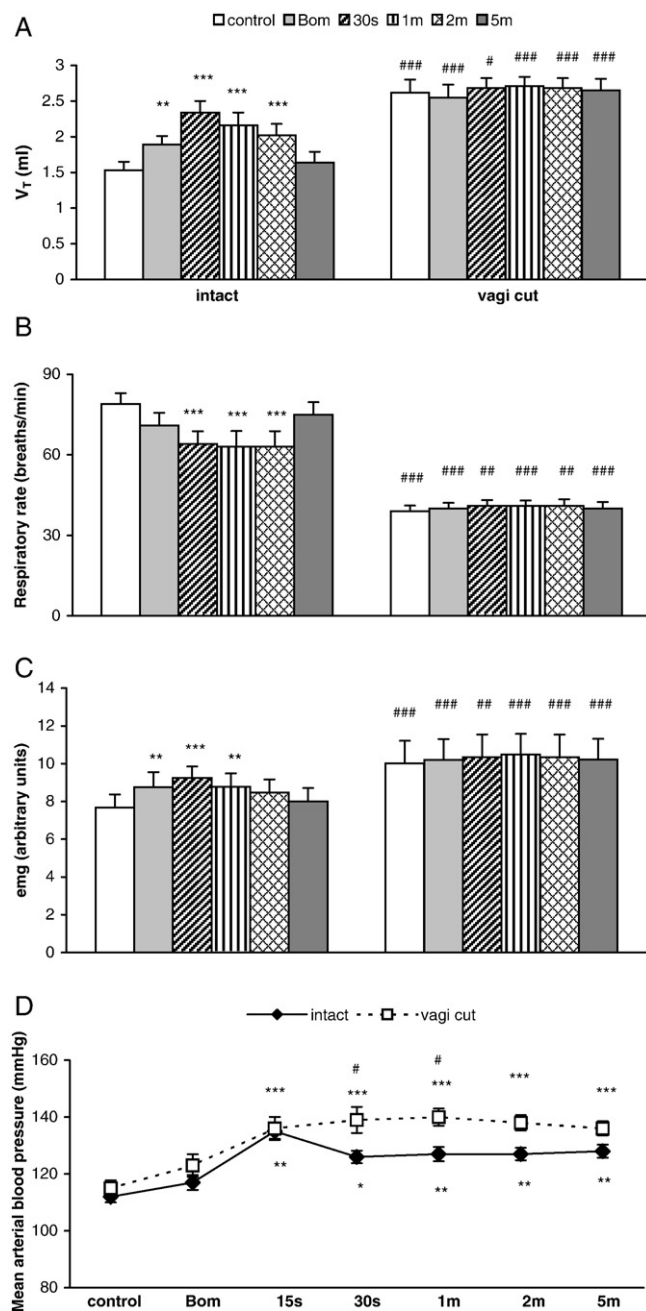 A
control Bom 30s 1m 2m 5m
3
2.5
2
1.5
1
0.5
0
V_T (ml)
** *** *** ***
### ### # ### ### ###
intact vagi cut
B
90
60
30
0
Respiratory rate (breaths/min)
*** *** ***
### ### ## ### ## ###
C
14
12
10
8
6
4
2
0
emg (arbitrary units)
** *** **
### ### ## ### ### ###
D
intact vagi cut
160
140
120
100
80
Mean arterial blood pressure (mmHg)
# #
*** *** *** *** ***
** * ** ** **
control Bom 15s 30s 1m 2m 5m